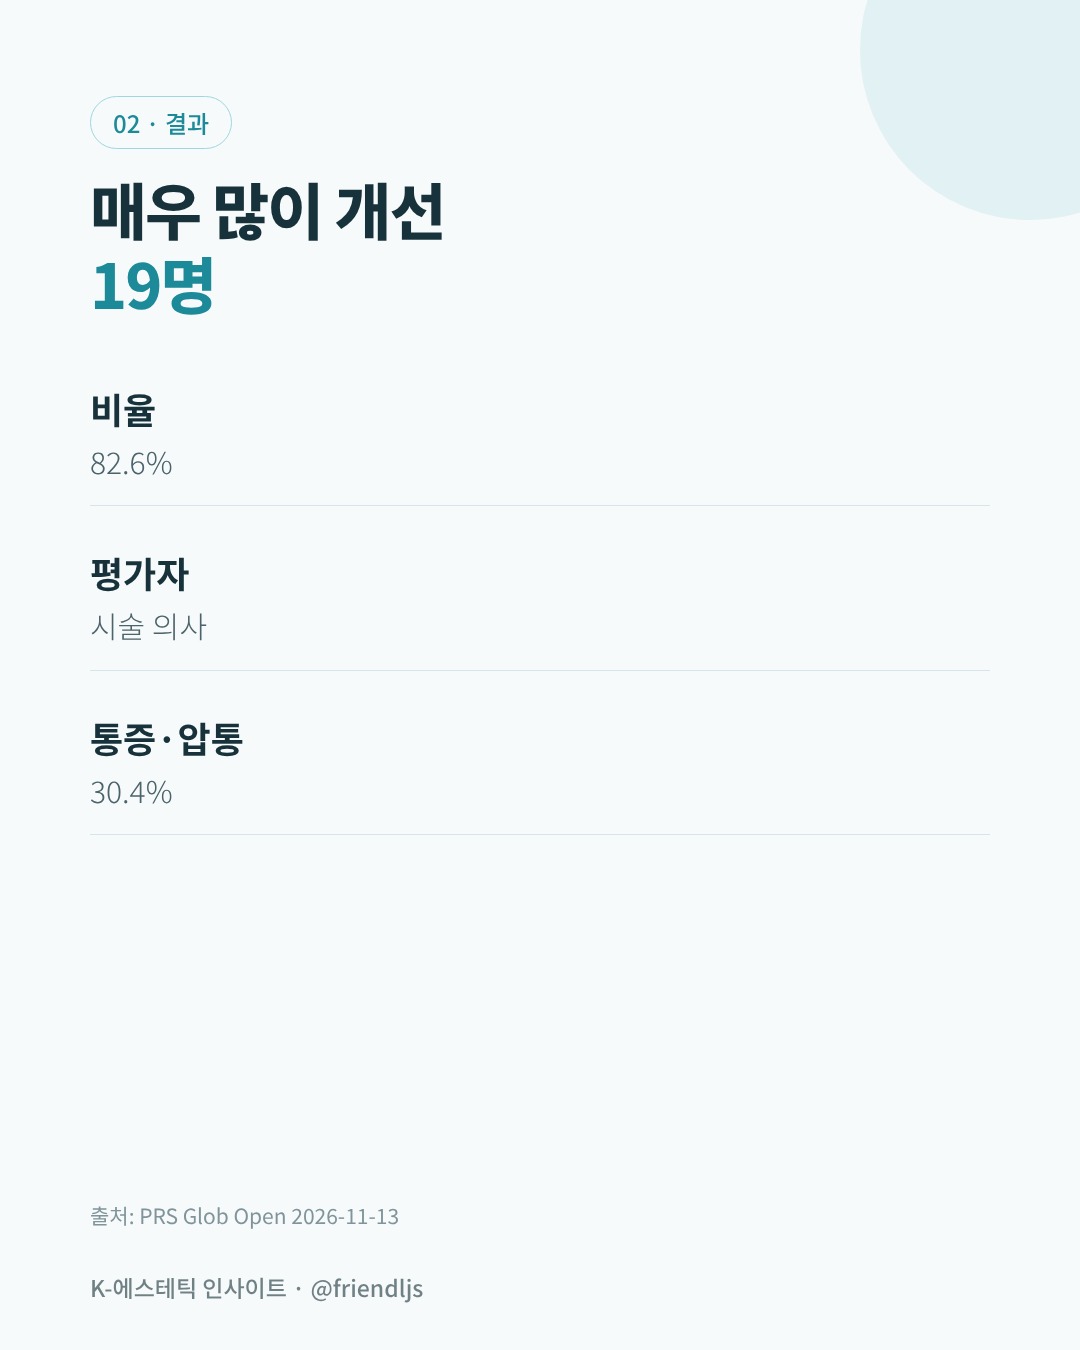 02 · 결과
매우 많이 개선
19명
비율
82.6%
평가자
시술 의사
통증·압통
30.4%
출처: PRS Glob Open 2026-11-13
K-에스테틱 인사이트 · @friendljs